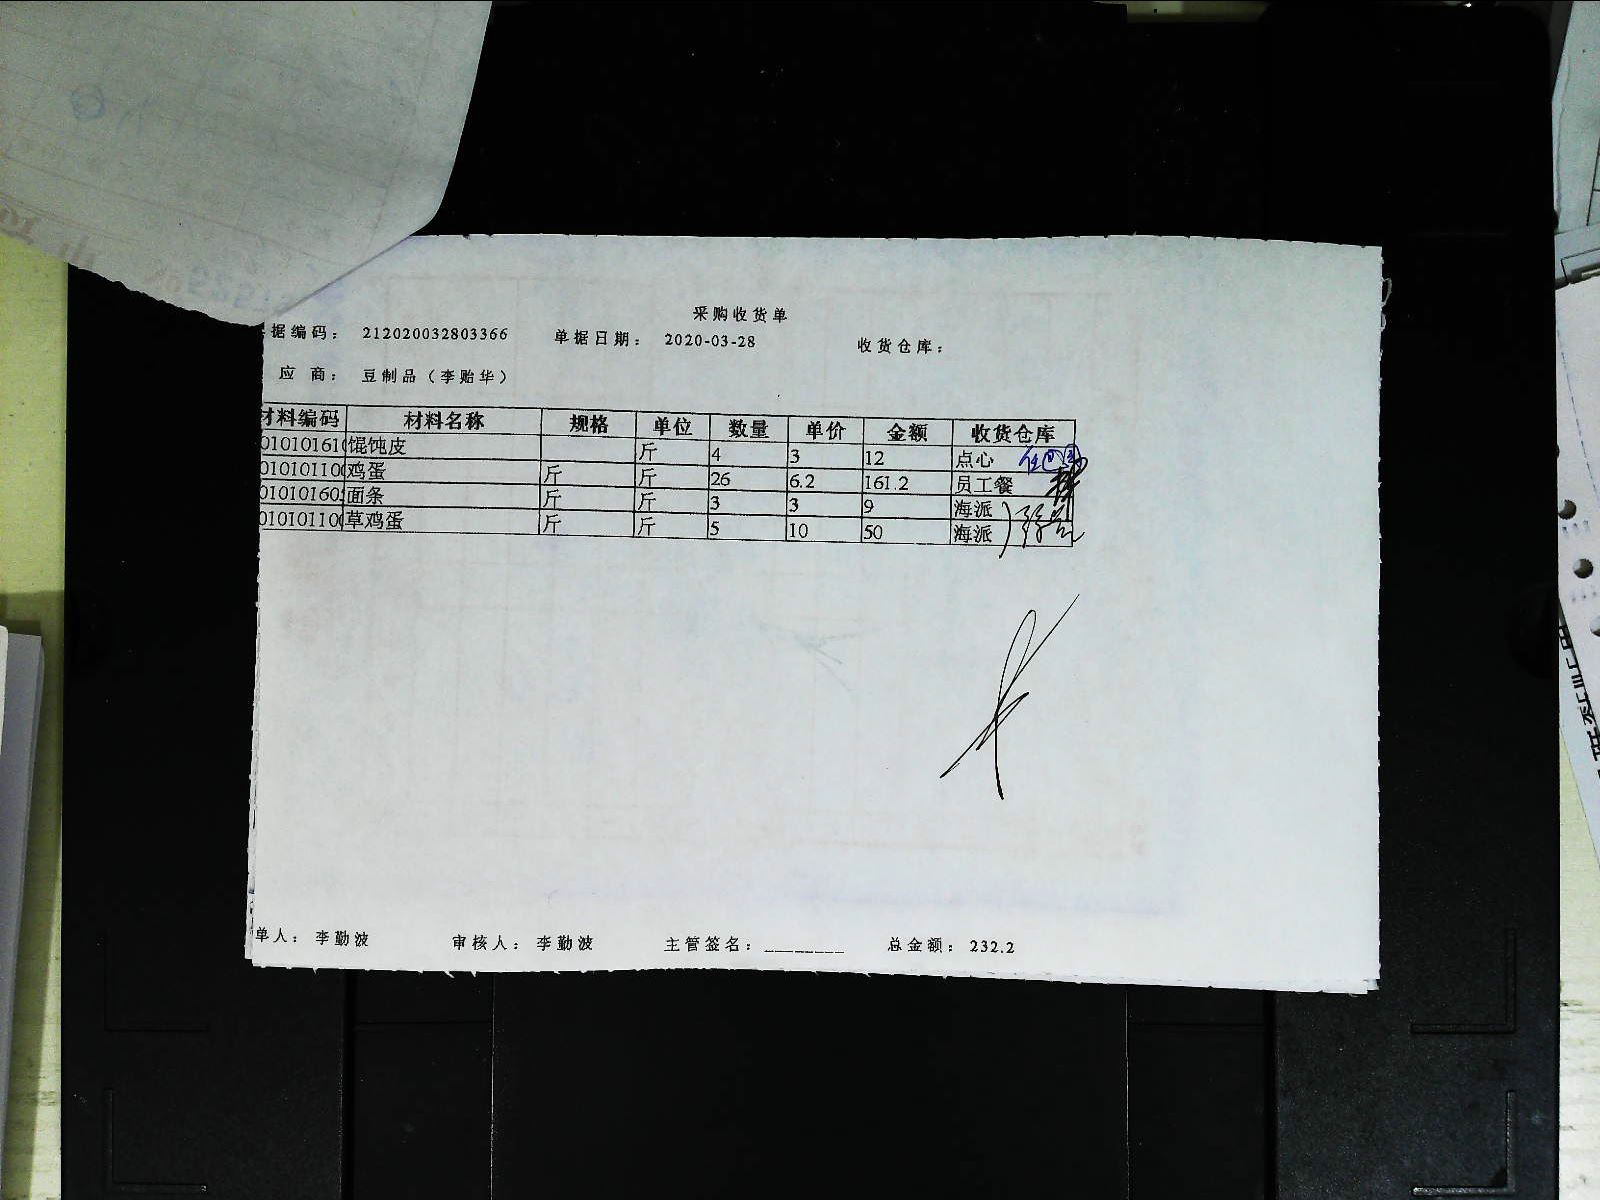 采购收货单
据编码： 212020032803366 单据日期： 2020-03-28 收货仓库：
应 商： 豆制品（李贻华）
材料编码 材料名称 规格 单位 数量 单价 金额 收货仓库
010101610 馄饨皮 斤 4 3 12 点心
010101100 鸡蛋 斤 斤 26 6.2 161.2 员工餐
01010160 面条 斤 斤 3 3 9 海派
010101100 草鸡蛋 斤 斤 5 10 50 海派
单人： 李勤波 审核人： 李勤波 主管签名：________ 总金额： 232.2